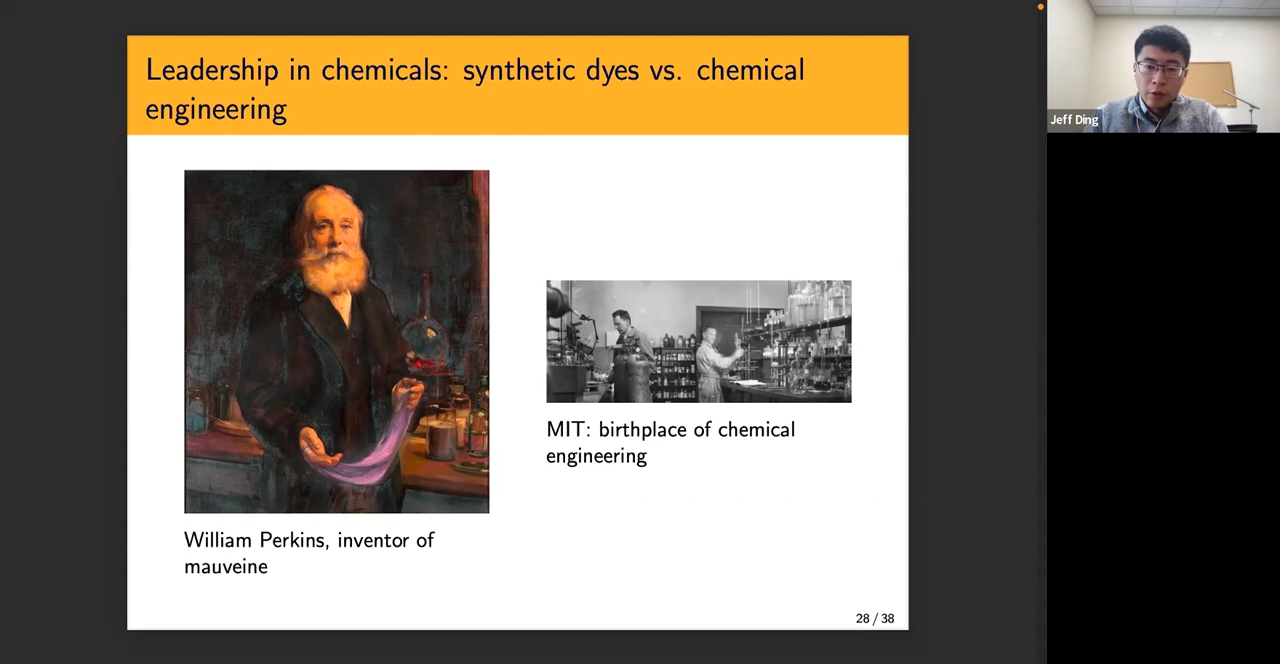 Leadership in chemicals: synthetic dyes vs. chemical
engineering
William Perkins, inventor of
mauveine
MIT: birthplace of chemical
engineering
28 / 38
Jeff Ding